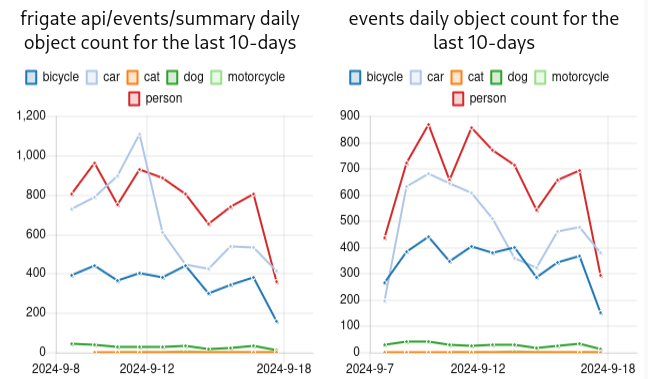 frigate api/events/summary daily
object count for the last 10-days
bicycle car cat dog motorcycle
person
1,200
1,000
800
600
400
200
0
2024-9-8 2024-9-12 2024-9-18
events daily object count for the
last 10-days
bicycle car cat dog motorcycle
person
900
800
700
600
500
400
300
200
100
0
2024-9-7 2024-9-12 2024-9-18